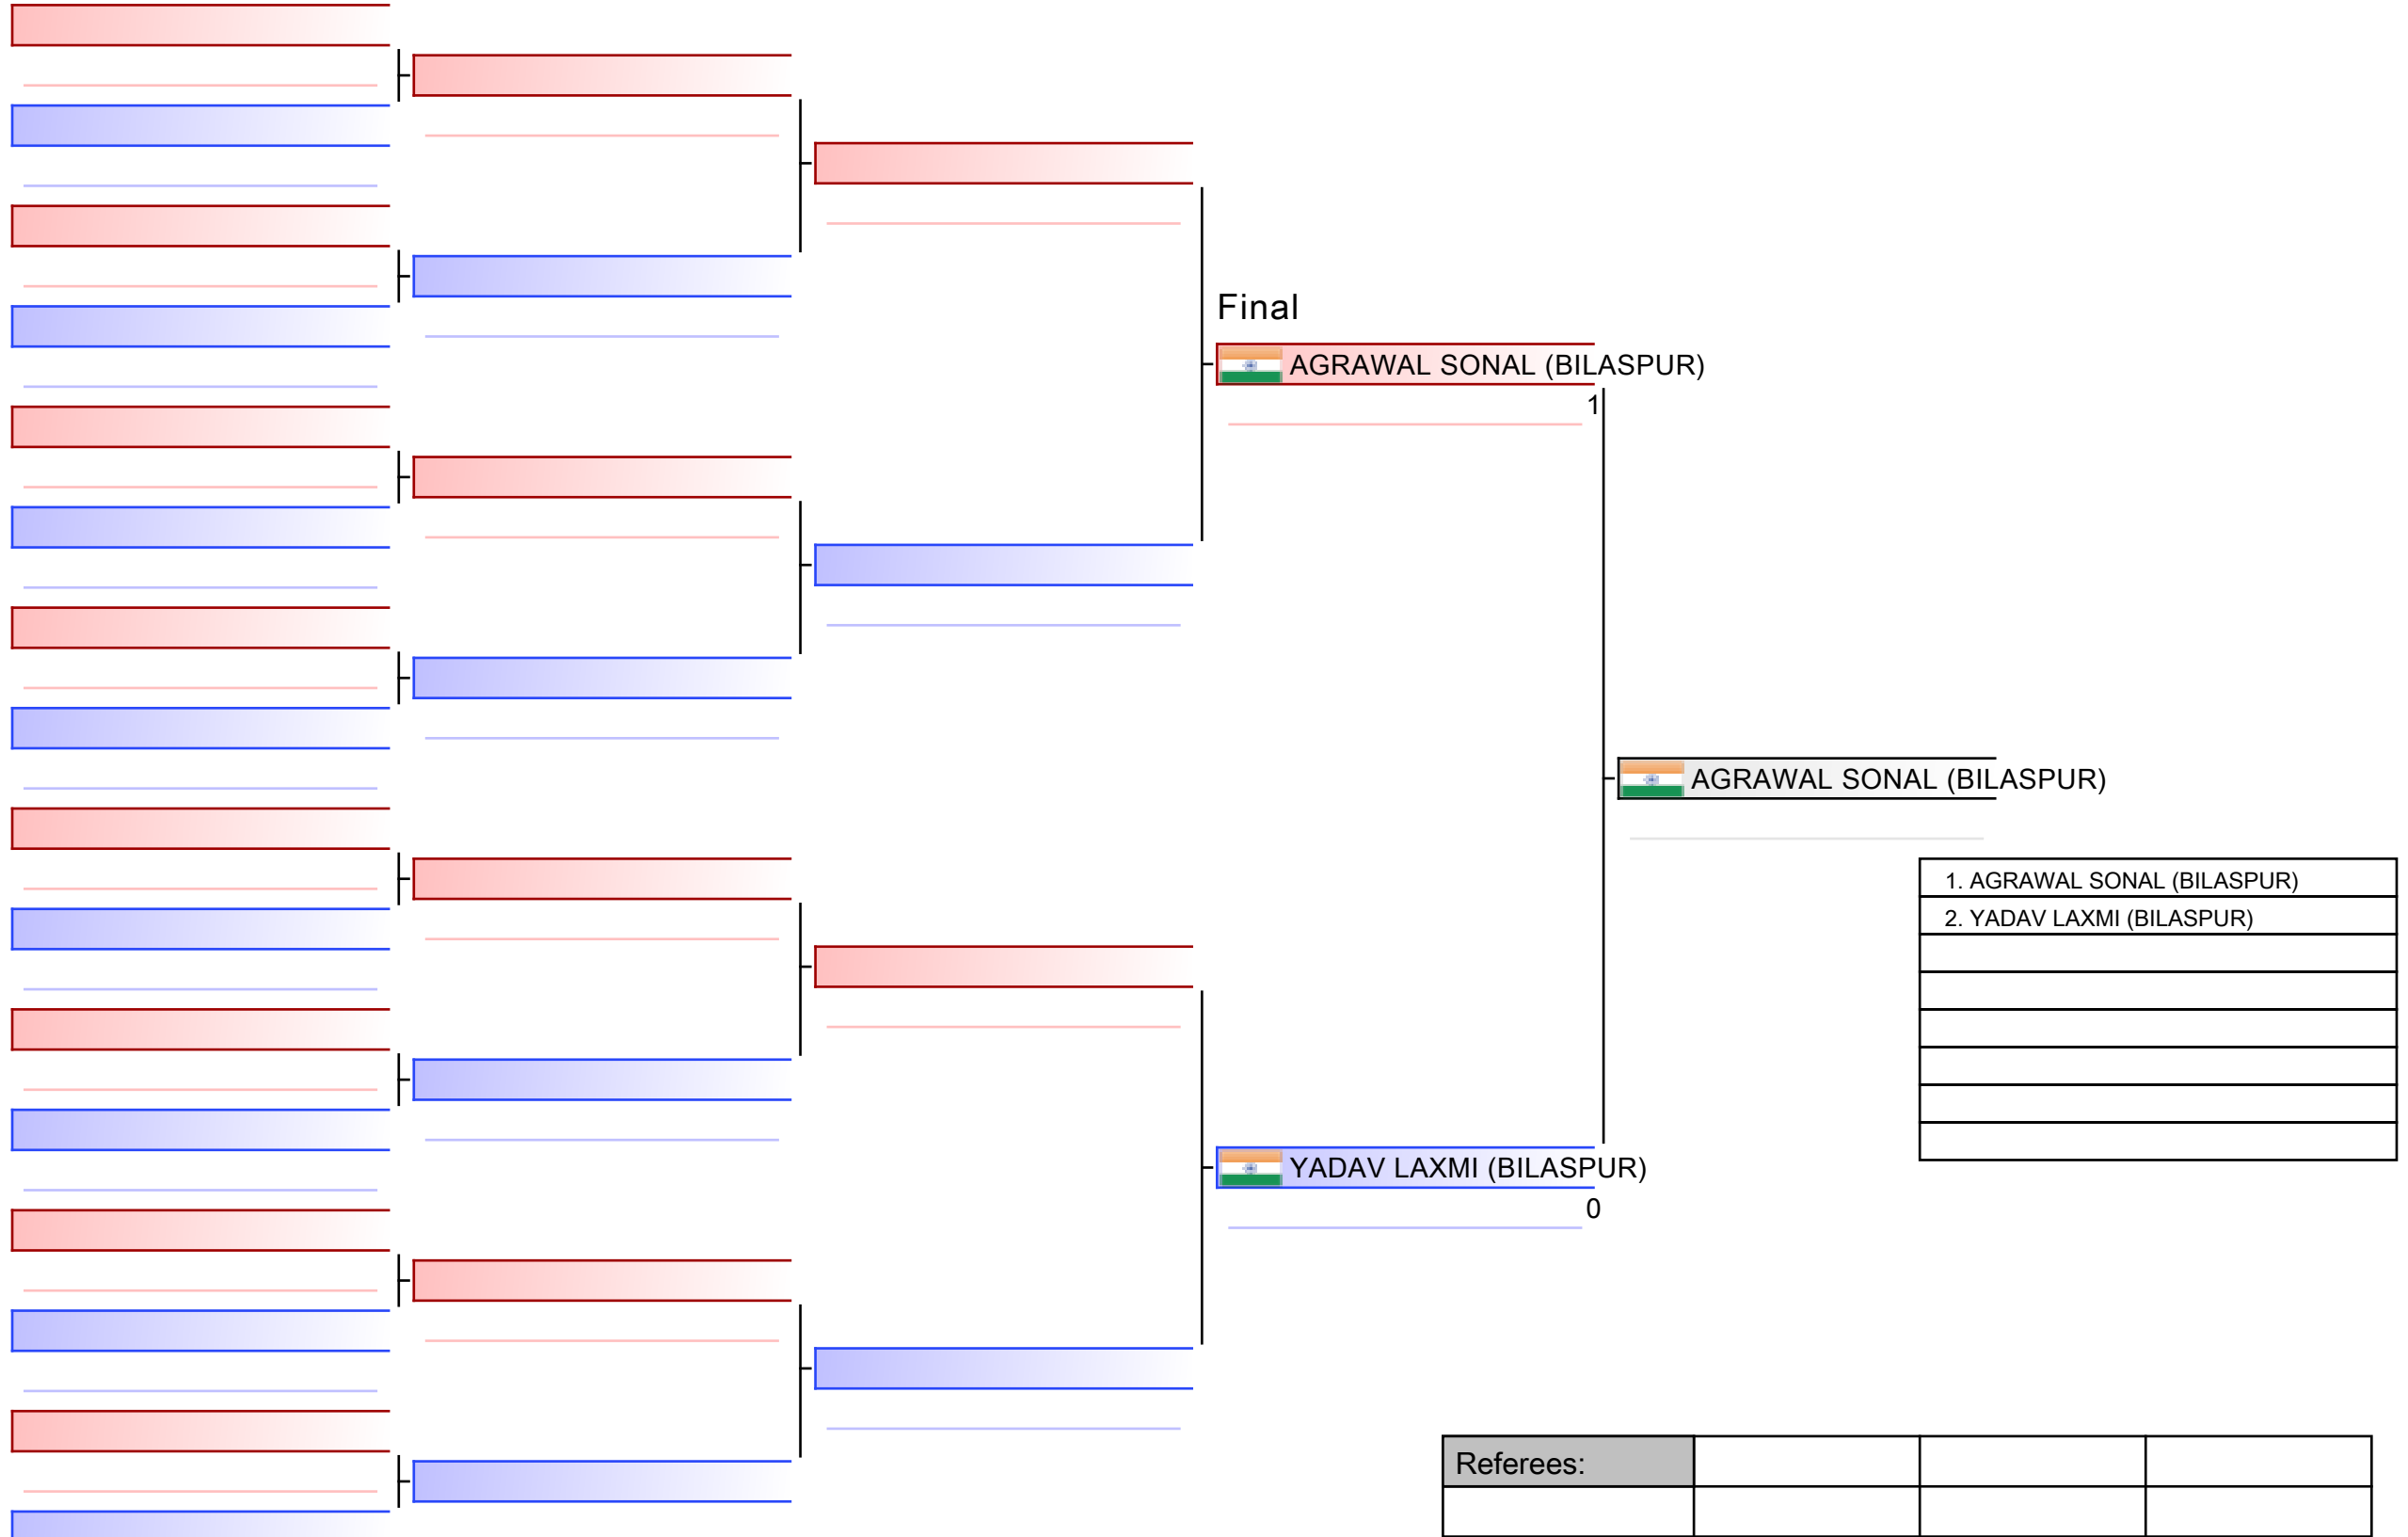 Final
AGRAWAL SONAL (BILASPUR)
1
AGRAWAL SONAL (BILASPUR)
1. AGRAWAL SONAL (BILASPUR)
2. YADAV LAXMI (BILASPUR)
YADAV LAXMI (BILASPUR)
0
Referees: